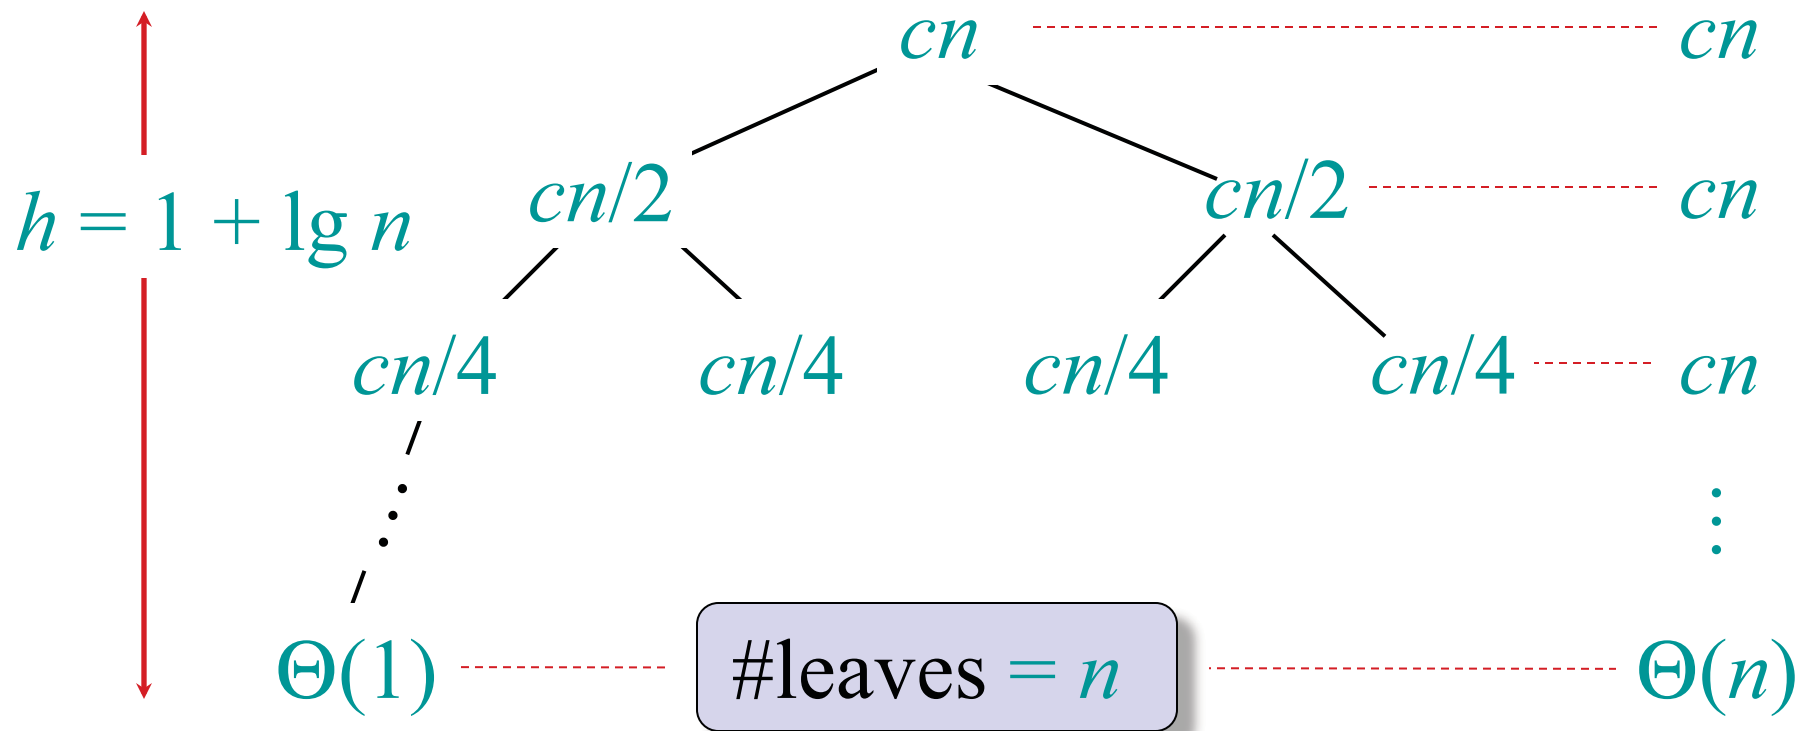 cn cn
h = 1 + lg n cn/2 cn/2 cn
cn/4 cn/4 cn/4 cn/4 cn
Θ(1) #leaves = n Θ(n)